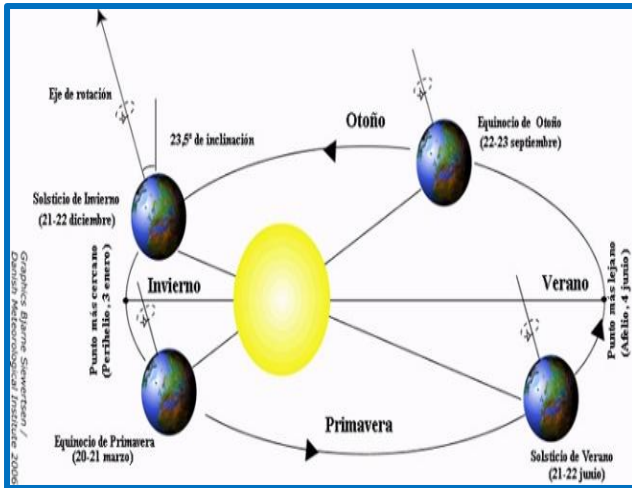 Eje de rotación
23,5º de inclinación
Otoño
Equinocio de Otoño
(22-23 septiembre)
Solsticio de Invierno
(21-22 diciembre)
Punto más cercano
(Perihelio, 3 enero)
Invierno
Verano
Punto más lejano
(Afelio, 4 junio)
Equinocio de Primavera
(20-21 marzo)
Primavera
Solsticio de Verano
(21-22 junio)
Graphics Bjarne Siewertsen /
Danish Meteorological Institute 2006